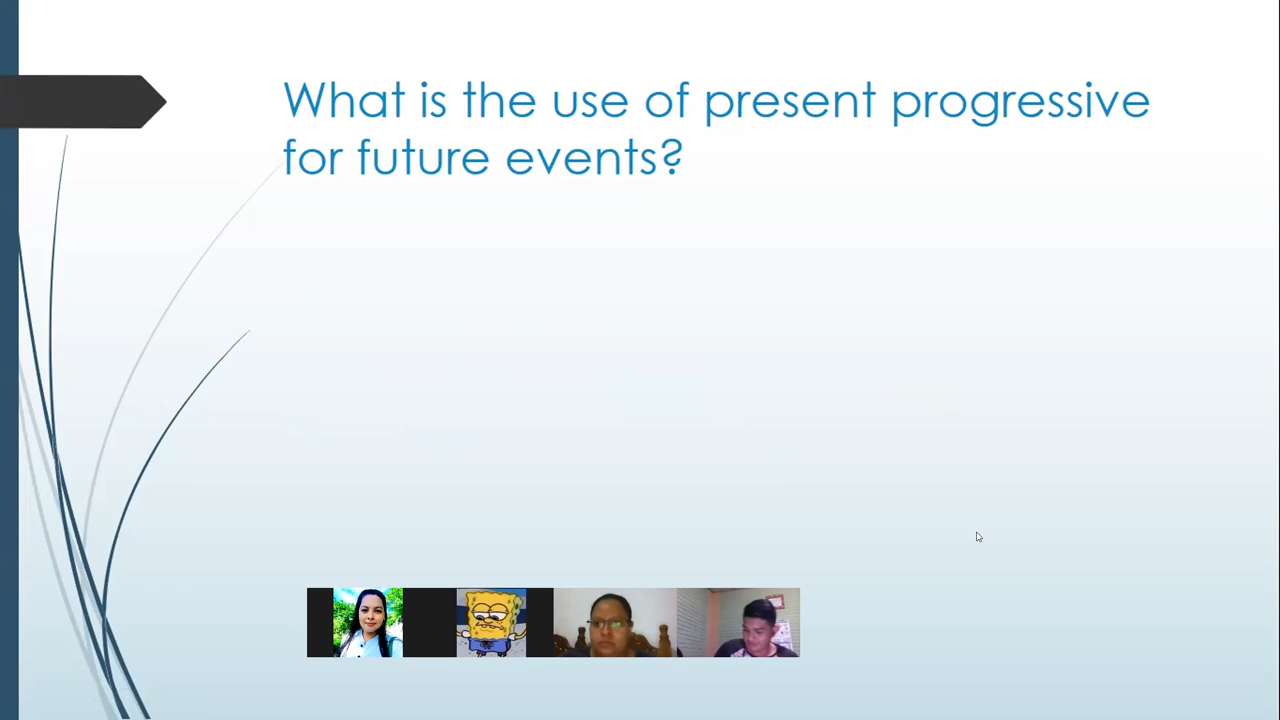 What is the use of present progressive
for future events?